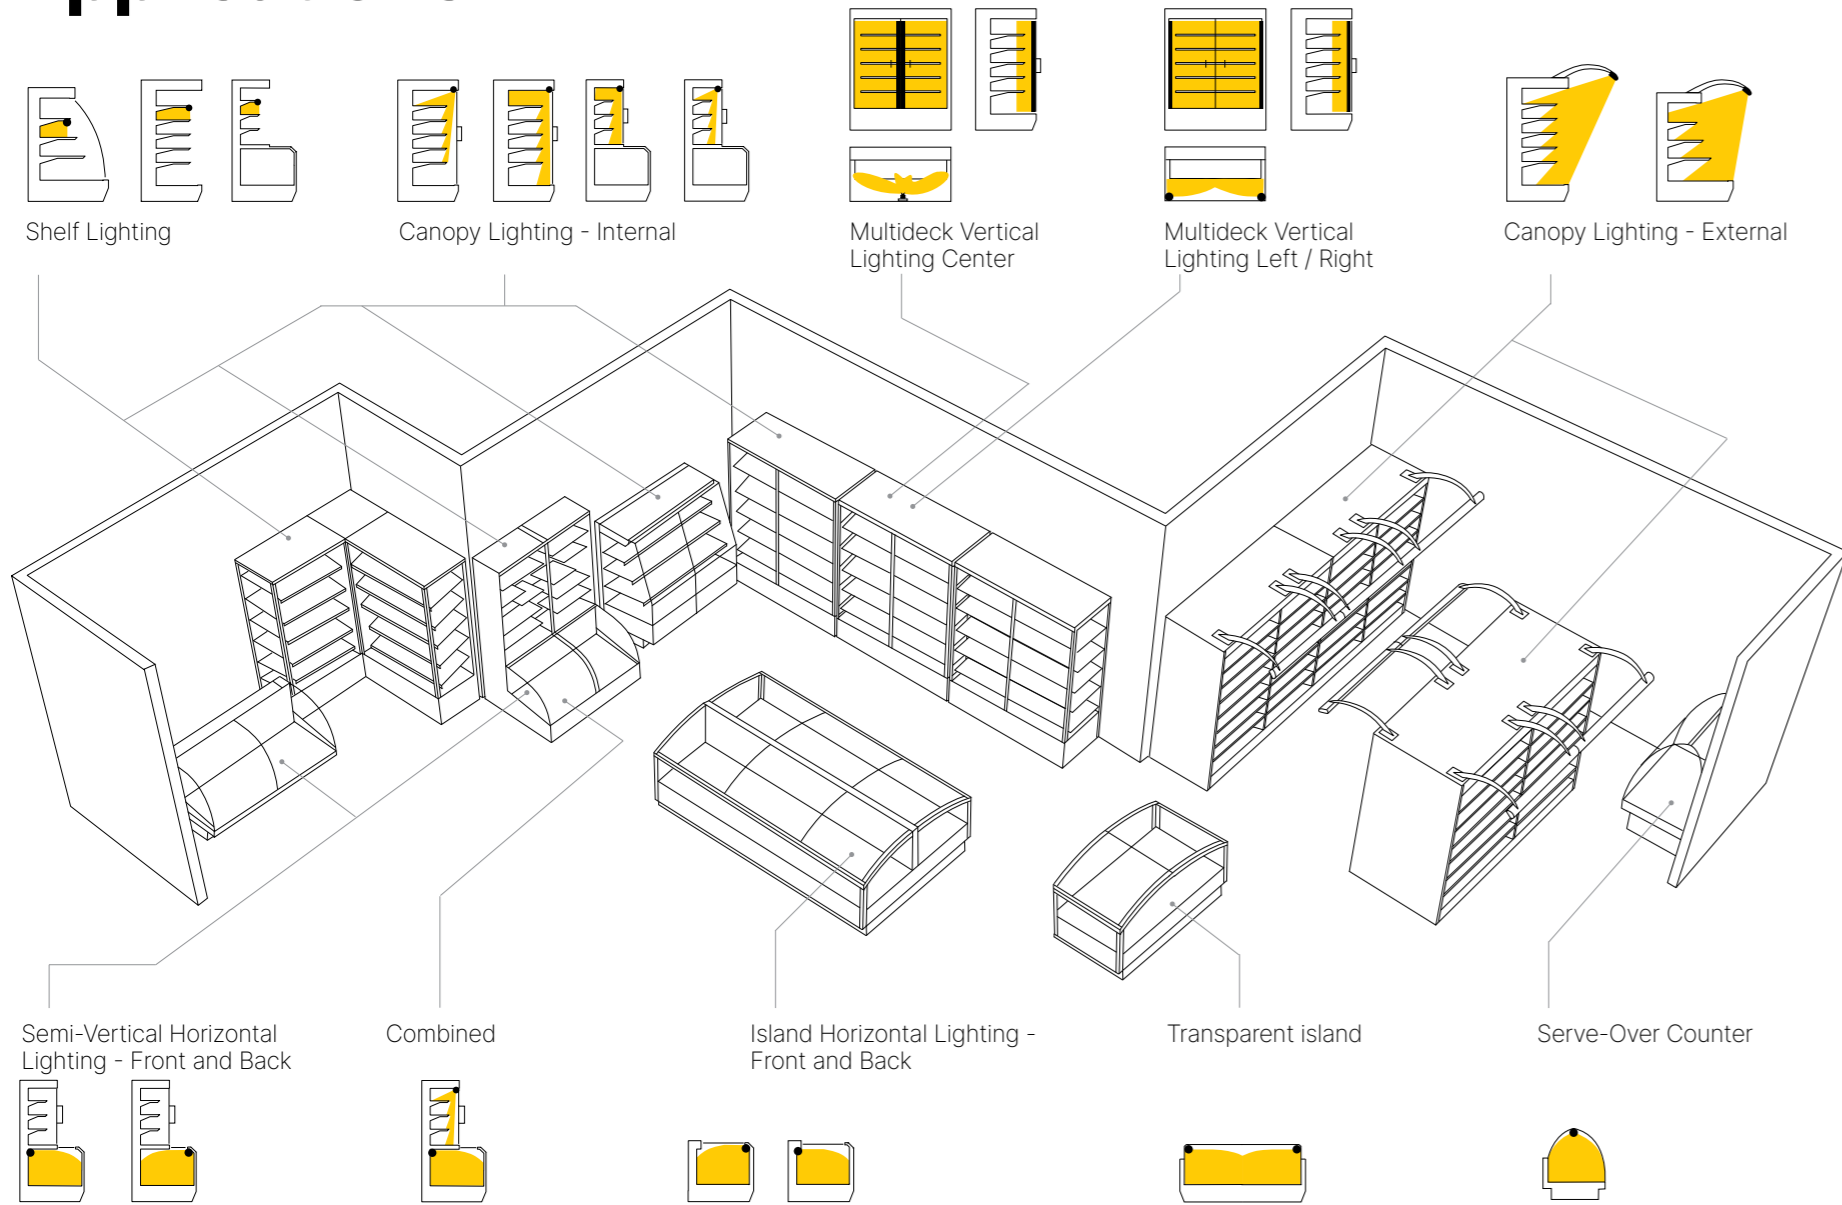 Shelf Lighting
Canopy Lighting - Internal
Multideck Vertical
Lighting Center
Multideck Vertical
Lighting Left / Right
Canopy Lighting - External
Semi-Vertical Horizontal
Lighting - Front and Back
Combined
Island Horizontal Lighting -
Front and Back
Transparent island
Serve-Over Counter